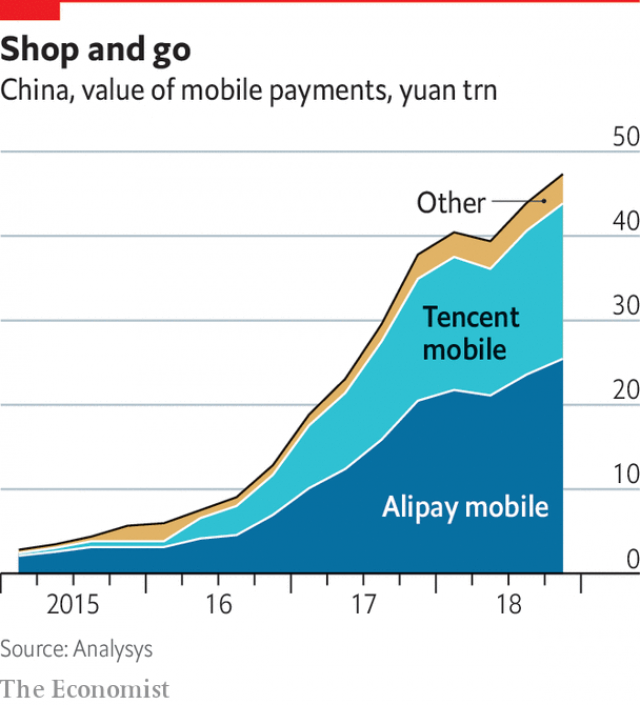 Shop and go
China, value of mobile payments, yuan trn
50
Other
40
30
Tencent
mobile
20
10
Alipay mobile
0
2015 16 17 18
Source: Analysys
The Economist